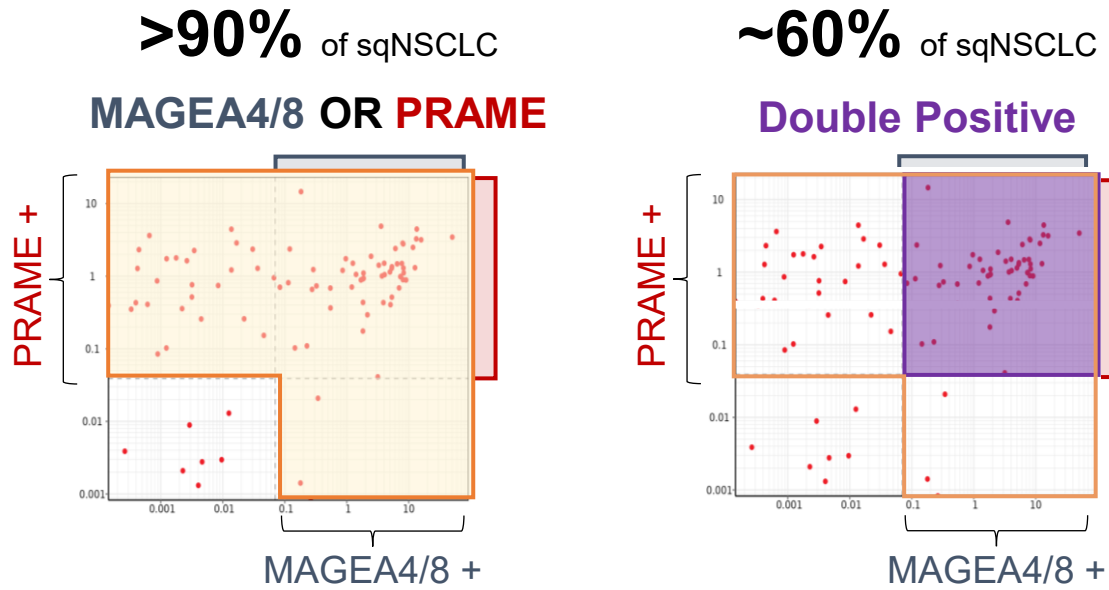 >90% of sqNSCLC
MAGEA4/8 OR PRAME
PRAME +
10
1
0.1
0.01
0.001
0.001
0.01
0.1
1
10
MAGEA4/8 +
~60% of sqNSCLC
Double Positive
PRAME +
10
1
0.1
0.01
0.001
0.001
0.01
0.1
1
10
MAGEA4/8 +